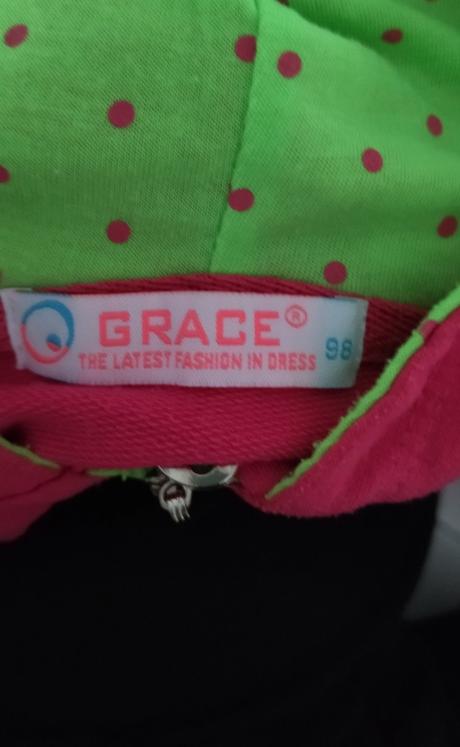 GRACE®
THE LATEST FASHION IN DRESS
98